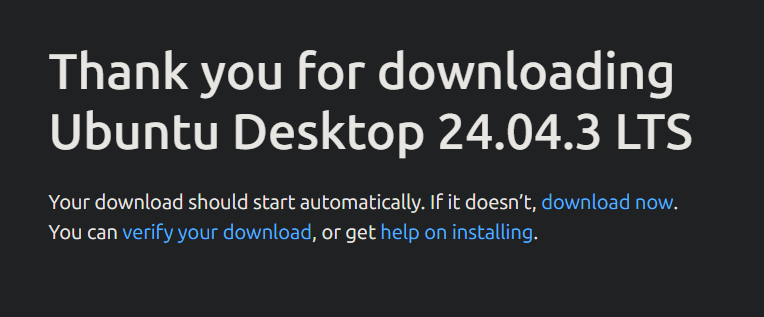 Thank you for downloading
Ubuntu Desktop 24.04.3 LTS
Your download should start automatically. If it doesn’t, download now.
You can verify your download, or get help on installing.